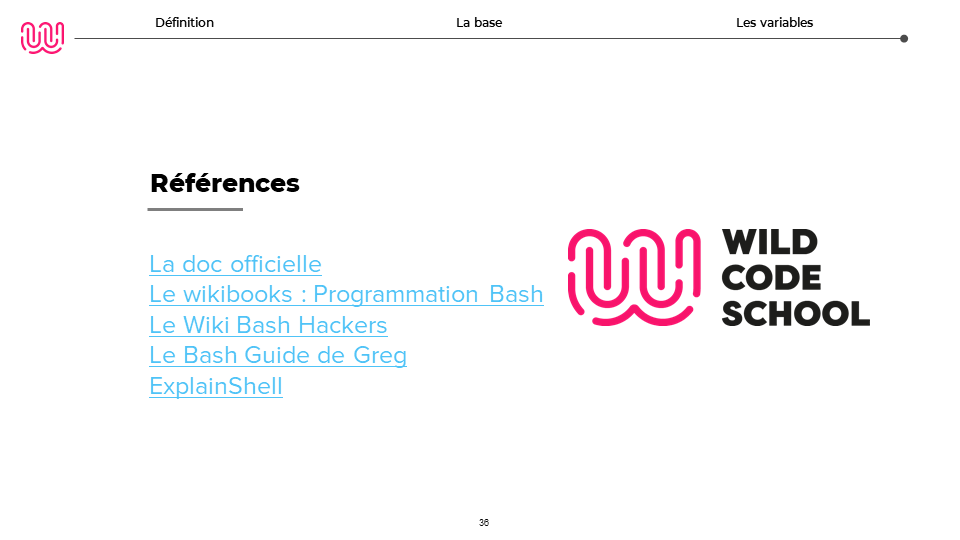 Définition
La base
Les variables
Références
La doc officielle
Le wikibooks : Programmation Bash
Le Wiki Bash Hackers
Le Bash Guide de Greg
ExplainShell
WILD
CODE
SCHOOL
36